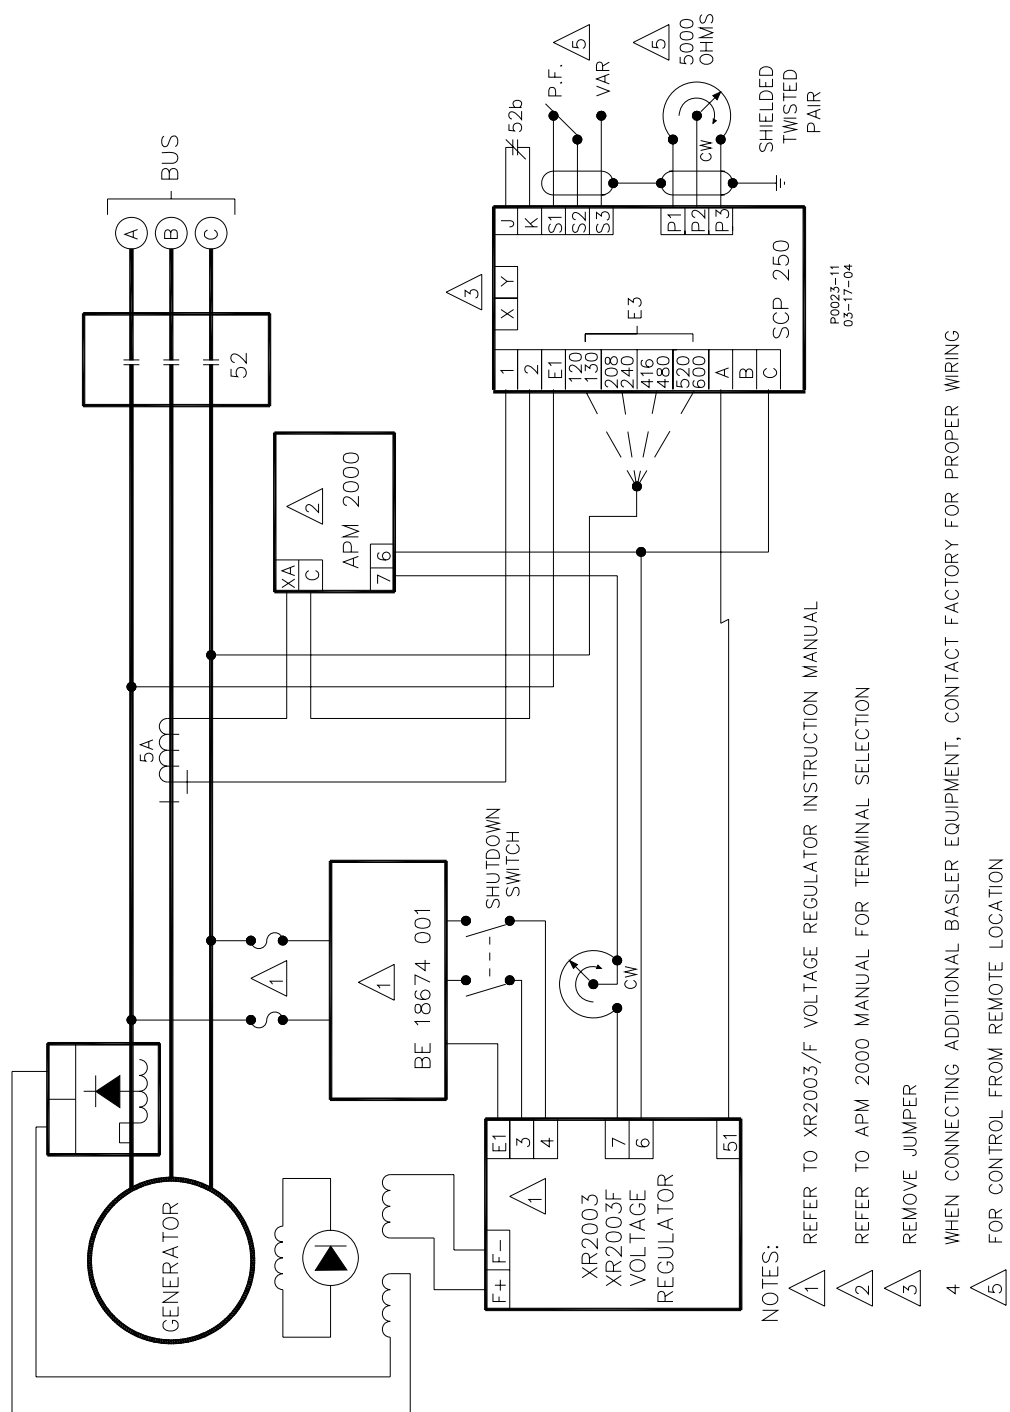 BUS
A
B
C
52
5A
XA
C
7
6
APM 2000
2
3
X
Y
J
K
S1
S2
S3
P1
P2
P3
52b
P.F.
VAR
5
5
5000
OHMS
CW
SHIELDED
TWISTED
PAIR
1
2
E1
120
130
208
240
416
480
520
600
A
B
C
E3
SCP 250
P0023-11
03-17-04
GENERATOR
1
1
BE 18674 001
SHUTDOWN
SWITCH
CW
E1
3
4
7
6
51
F+
F−
1
XR2003
XR2003F
VOLTAGE
REGULATOR
NOTES:
1 REFER TO XR2003/F VOLTAGE REGULATOR INSTRUCTION MANUAL
2 REFER TO APM 2000 MANUAL FOR TERMINAL SELECTION
3 REMOVE JUMPER
4 WHEN CONNECTING ADDITIONAL BASLER EQUIPMENT, CONTACT FACTORY FOR PROPER WIRING
5 FOR CONTROL FROM REMOTE LOCATION